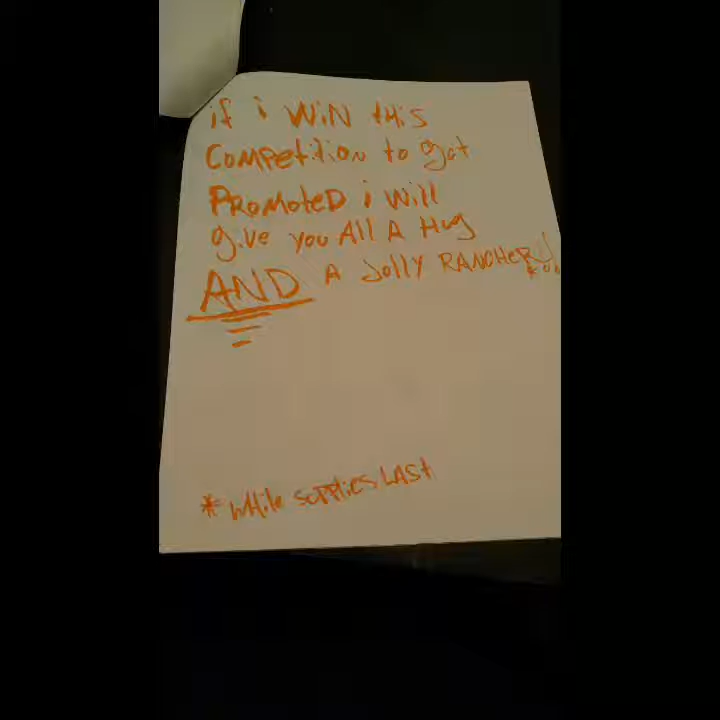 if i WiN tHis
CoMPetitioN to get
PRoMoteD i Will
give you All A Hug
AND A Jolly RANCHER!!
*
* wHile supplies LASt